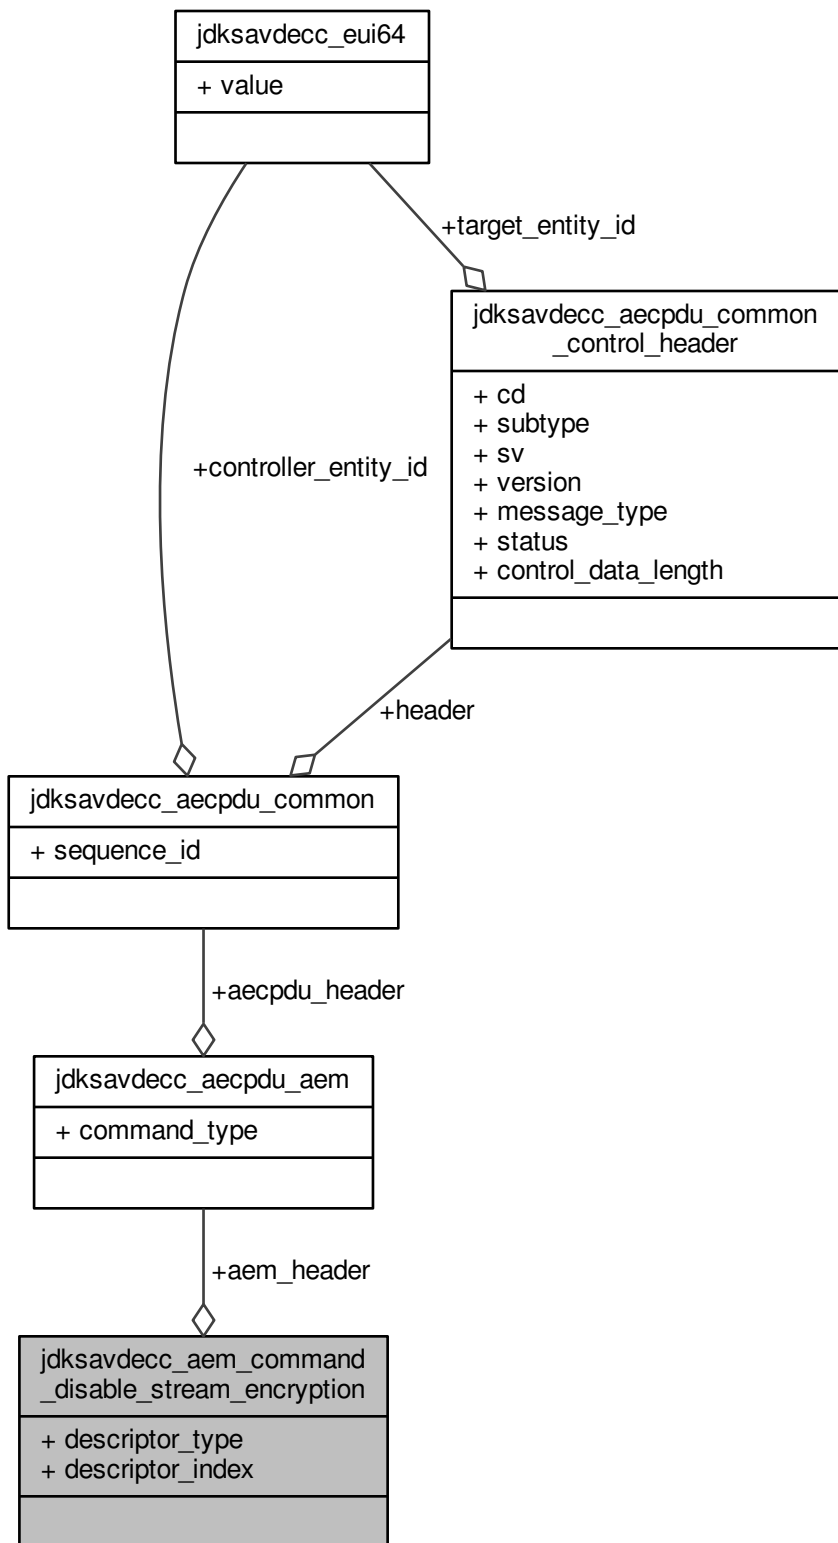 jdksavdecc_eui64
+ value
+target_entity_id
jdksavdecc_aecpdu_common
_control_header
+ cd
+ subtype
+ sv
+ version
+ message_type
+ status
+ control_data_length
+controller_entity_id
+header
jdksavdecc_aecpdu_common
+ sequence_id
+aecpdu_header
jdksavdecc_aecpdu_aem
+ command_type
+aem_header
jdksavdecc_aem_command
_disable_stream_encryption
+ descriptor_type
+ descriptor_index